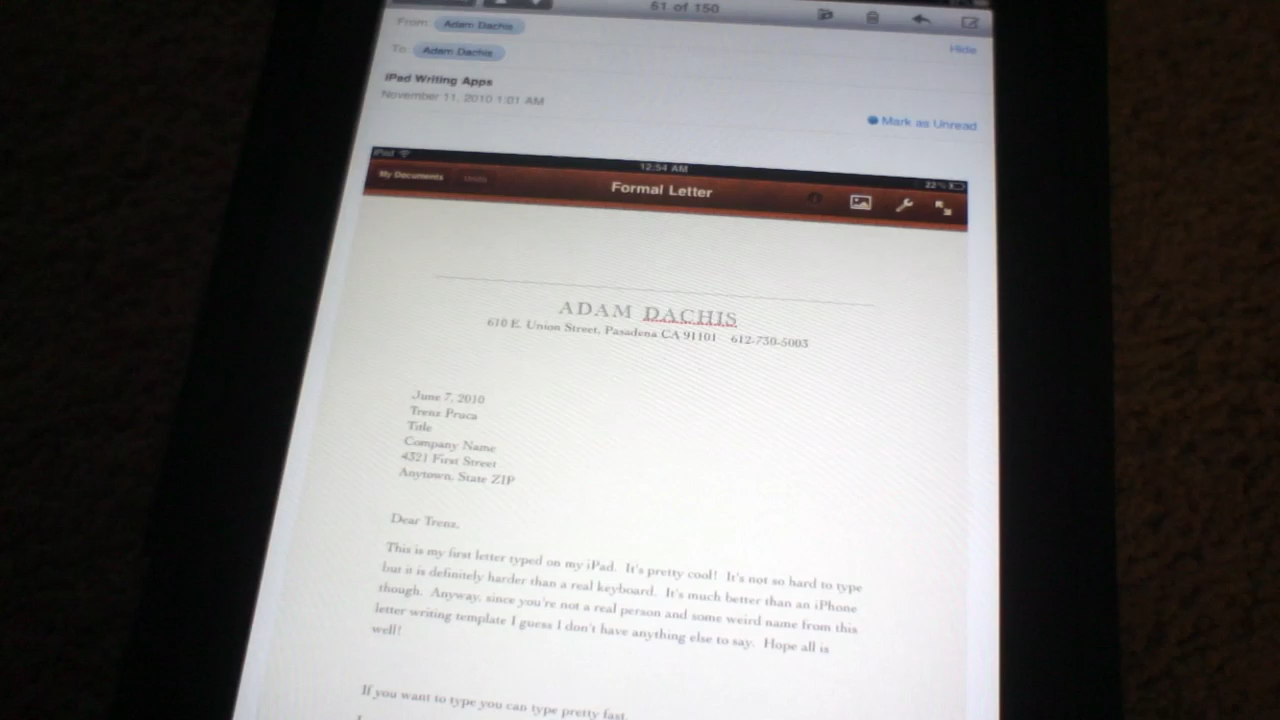 61 of 150
From: Adam Dachis
To: Adam Dachis
Hide
iPad Writing Apps
November 11, 2010 1:01 AM
Mark as Unread
iPad
12:54 AM
22%
My Documents
Undo
Formal Letter
ADAM DACHIS
610 E. Union Street, Pasadena CA 91101 612-730-5003
June 7, 2010
Trenz Pruca
Title
Company Name
4321 First Street
Anytown, State ZIP
Dear Trenz,
This is my first letter typed on my iPad. It's pretty cool! It's not so hard to type
but it is definitely harder than a real keyboard. It's much better than an iPhone
though. Anyway, since you're not a real person and some weird name from this
letter writing template I guess I don't have anything else to say. Hope all is
well!
If you want to type you can type pretty fast.